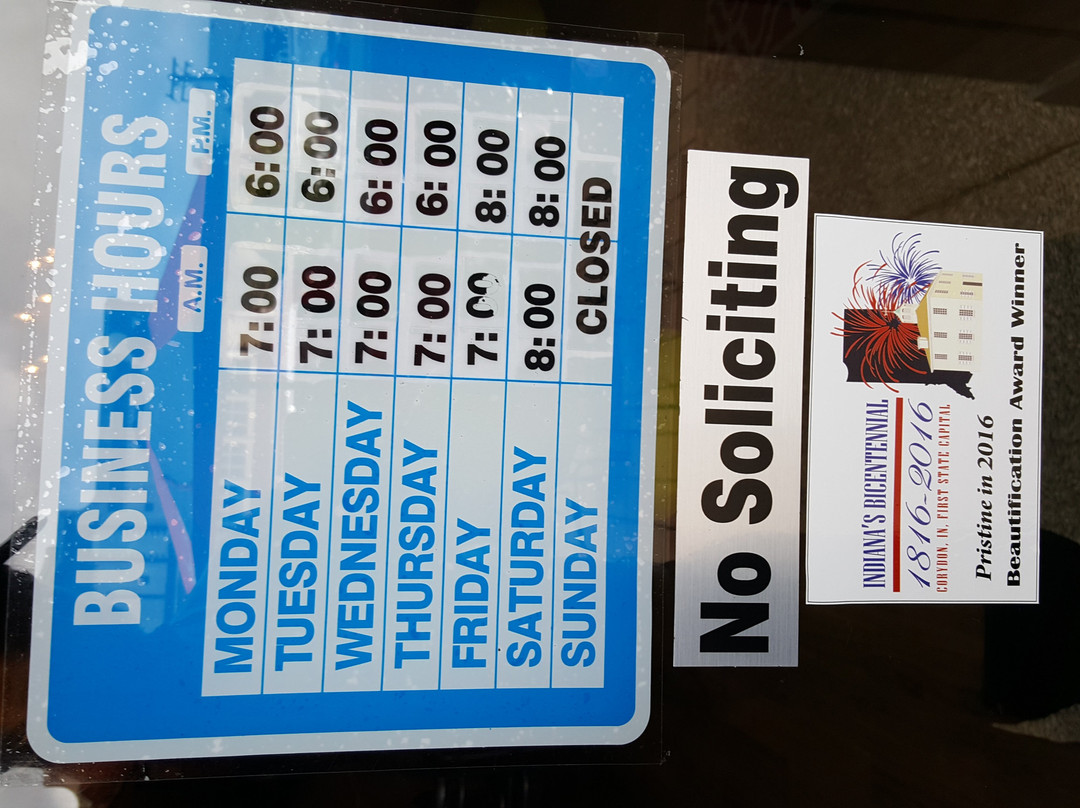 BUSINESS HOURS
A.M. P.M.
MONDAY 7:00 6:00
TUESDAY 7:00 6:00
WEDNESDAY 7:00 6:00
THURSDAY 7:00 6:00
FRIDAY 7:00 8:00
SATURDAY 8:00 8:00
SUNDAY CLOSED
No Soliciting
INDIANA'S BICENTENNIAL
1816-2016
CORYDON, IN, FIRST STATE CAPITAL
Pristine in 2016
Beautification Award Winner